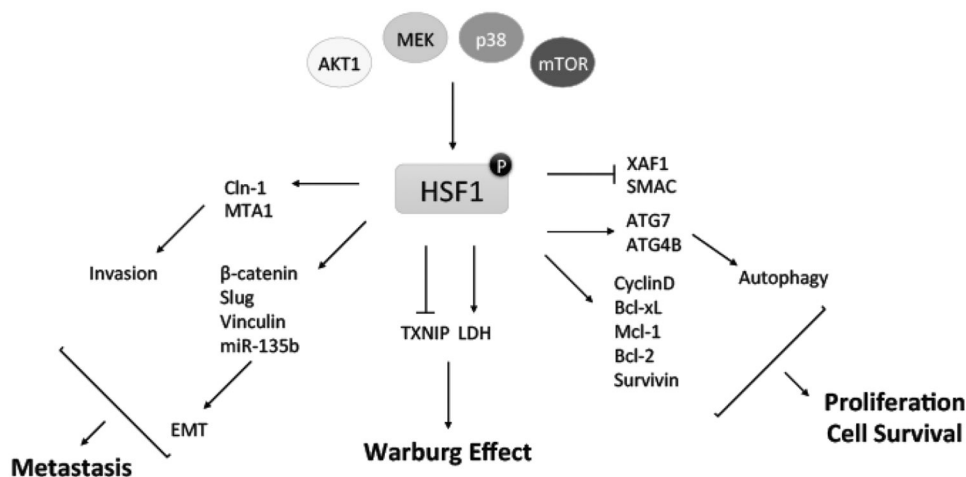 AKT1
MEK
p38
mTOR
P
HSF1
Cln-1
MTA1
XAF1
SMAC
ATG7
ATG4B
Invasion
β-catenin
Slug
Vinculin
miR-135b
TXNIP LDH
CyclinD
Bcl-xL
Mcl-1
Bcl-2
Survivin
Autophagy
EMT
Metastasis
Warburg Effect
Proliferation
Cell Survival